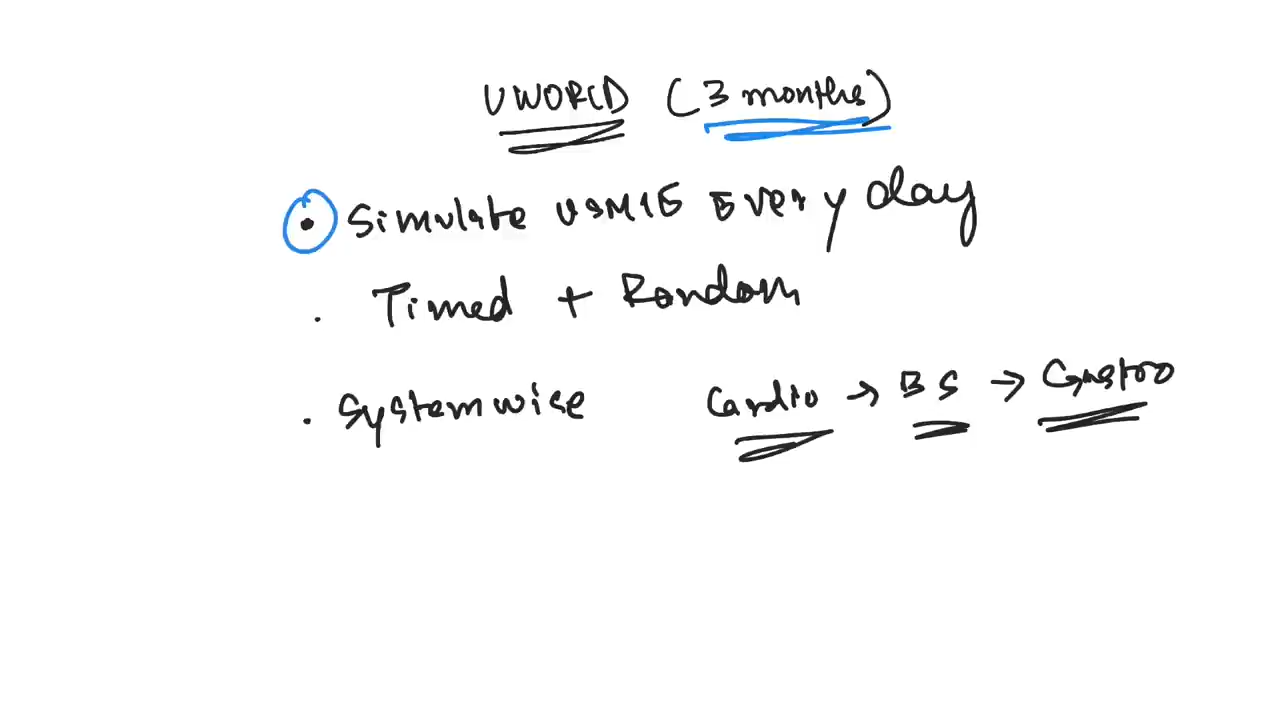 UWORLD (3 months)
• Simulate USMLE Every day
. Timed + Random
. Systemwise Cardio → BS → Gastro